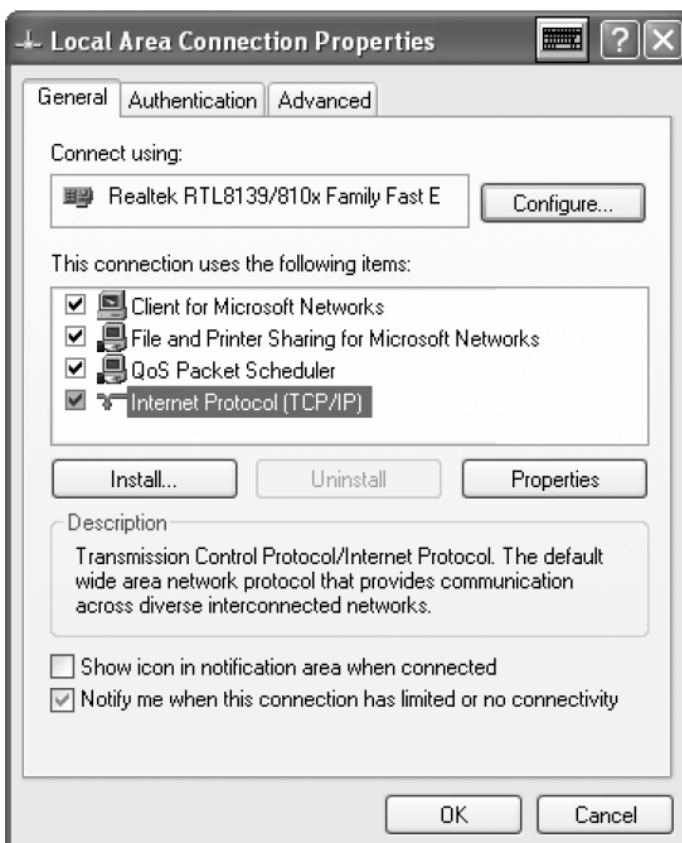 Local Area Connection Properties
General Authentication Advanced
Connect using:
Realtek RTL8139/810x Family Fast E
Configure...
This connection uses the following items:
Client for Microsoft Networks
File and Printer Sharing for Microsoft Networks
QoS Packet Scheduler
Internet Protocol (TCP/IP)
Install... Uninstall Properties
Description
Transmission Control Protocol/Internet Protocol. The default
wide area network protocol that provides communication
across diverse interconnected networks.
Show icon in notification area when connected
Notify me when this connection has limited or no connectivity
OK Cancel